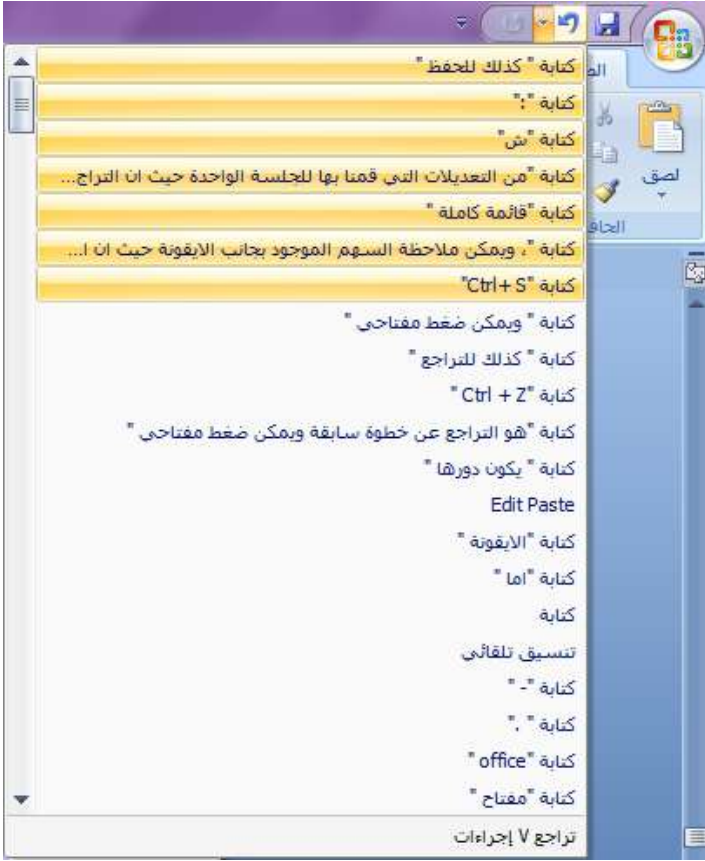 الص
لصق
الحاف
كتابة " كذلك للحفظ "
كتابة ":"
كتابة "ش"
كتابة "من التعديلات التي قمنا بها للجلسة الواحدة حيث ان التراج...
كتابة "قائمة كاملة "
كتابة "، ويمكن ملاحظة السهم الموجود بجانب الايقونة حيث ان ا...
كتابة "Ctrl+ S"
كتابة " ويمكن ضغط مفتاحي "
كتابة " كذلك للتراجع "
كتابة "Ctrl + Z "
كتابة "هو التراجع عن خطوة سابقة ويمكن ضغط مفتاحي "
كتابة " يكون دورها "
Edit Paste
كتابة "الايقونة "
كتابة "اما "
كتابة
تنسيق تلقائي
كتابة "- "
كتابة " ."
كتابة "office "
كتابة "مفتاح "
تراجع ٧ إجراءات